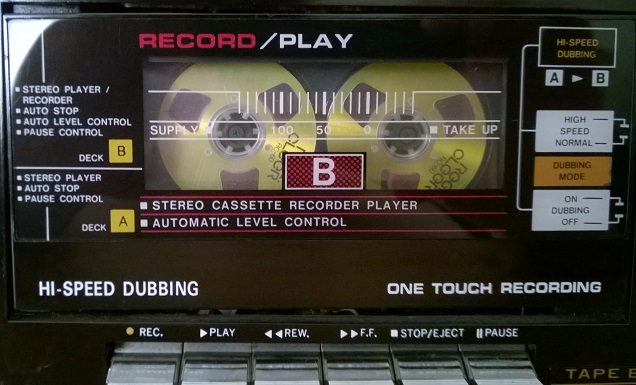 RECORD/PLAY
STEREO PLAYER /
RECORDER
AUTO STOP
AUTO LEVEL CONTROL
PAUSE CONTROL
DECK B
STEREO PLAYER
AUTO STOP
PAUSE CONTROL
DECK A
SUPPLY 100 50 0 TAKE UP
B
STEREO CASSETTE RECORDER PLAYER
AUTOMATIC LEVEL CONTROL
HI-SPEED
DUBBING
A ► B
HIGH
SPEED
NORMAL
DUBBING
MODE
ON
DUBBING
OFF
HI-SPEED DUBBING
ONE TOUCH RECORDING
REC. PLAY REW. F.F. STOP/EJECT PAUSE
TAPE